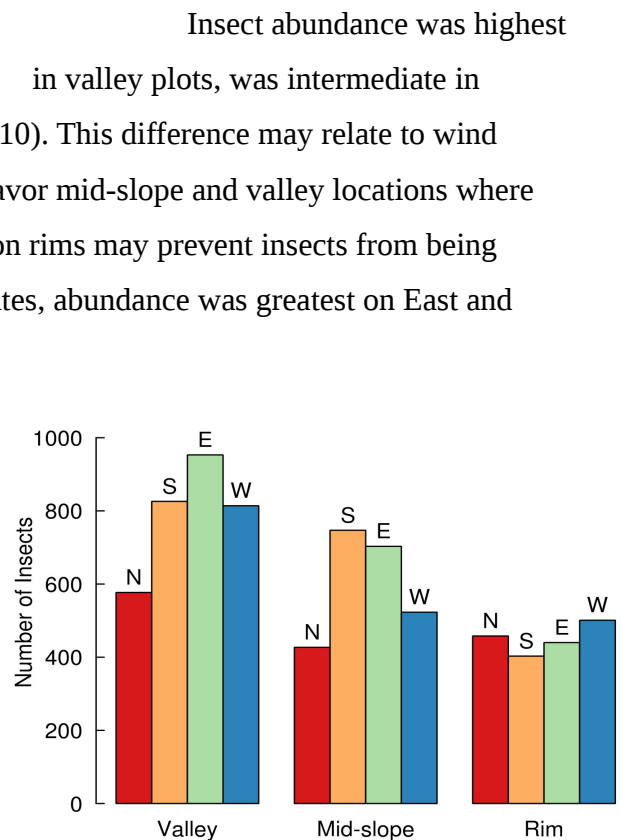 Insect abundance was highest
in valley plots, was intermediate in
10). This difference may relate to wind
avor mid-slope and valley locations where
on rims may prevent insects from being
tes, abundance was greatest on East and
1000
800
600
400
200
0
Number of Insects
N
S
E
W
N
S
E
W
N
S
E
W
Valley
Mid-slope
Rim